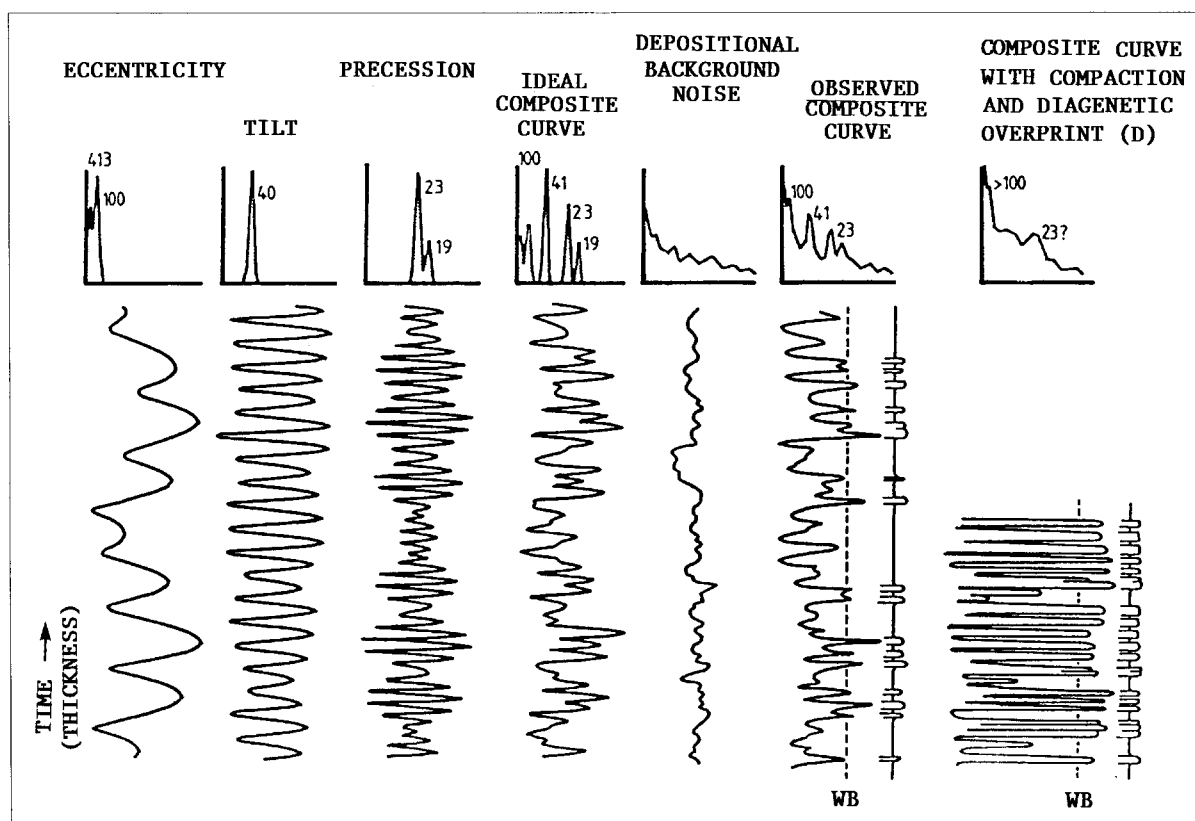 ECCENTRICITY
TILT
PRECESSION
IDEAL
COMPOSITE
CURVE
DEPOSITIONAL
BACKGROUND
NOISE
OBSERVED
COMPOSITE
CURVE
COMPOSITE CURVE
WITH COMPACTION
AND DIAGENETIC
OVERPRINT (D)
413
100
40
23
19
100
41
23
19
100
41
23
>100
23?
TIME →
(THICKNESS)
WB
WB